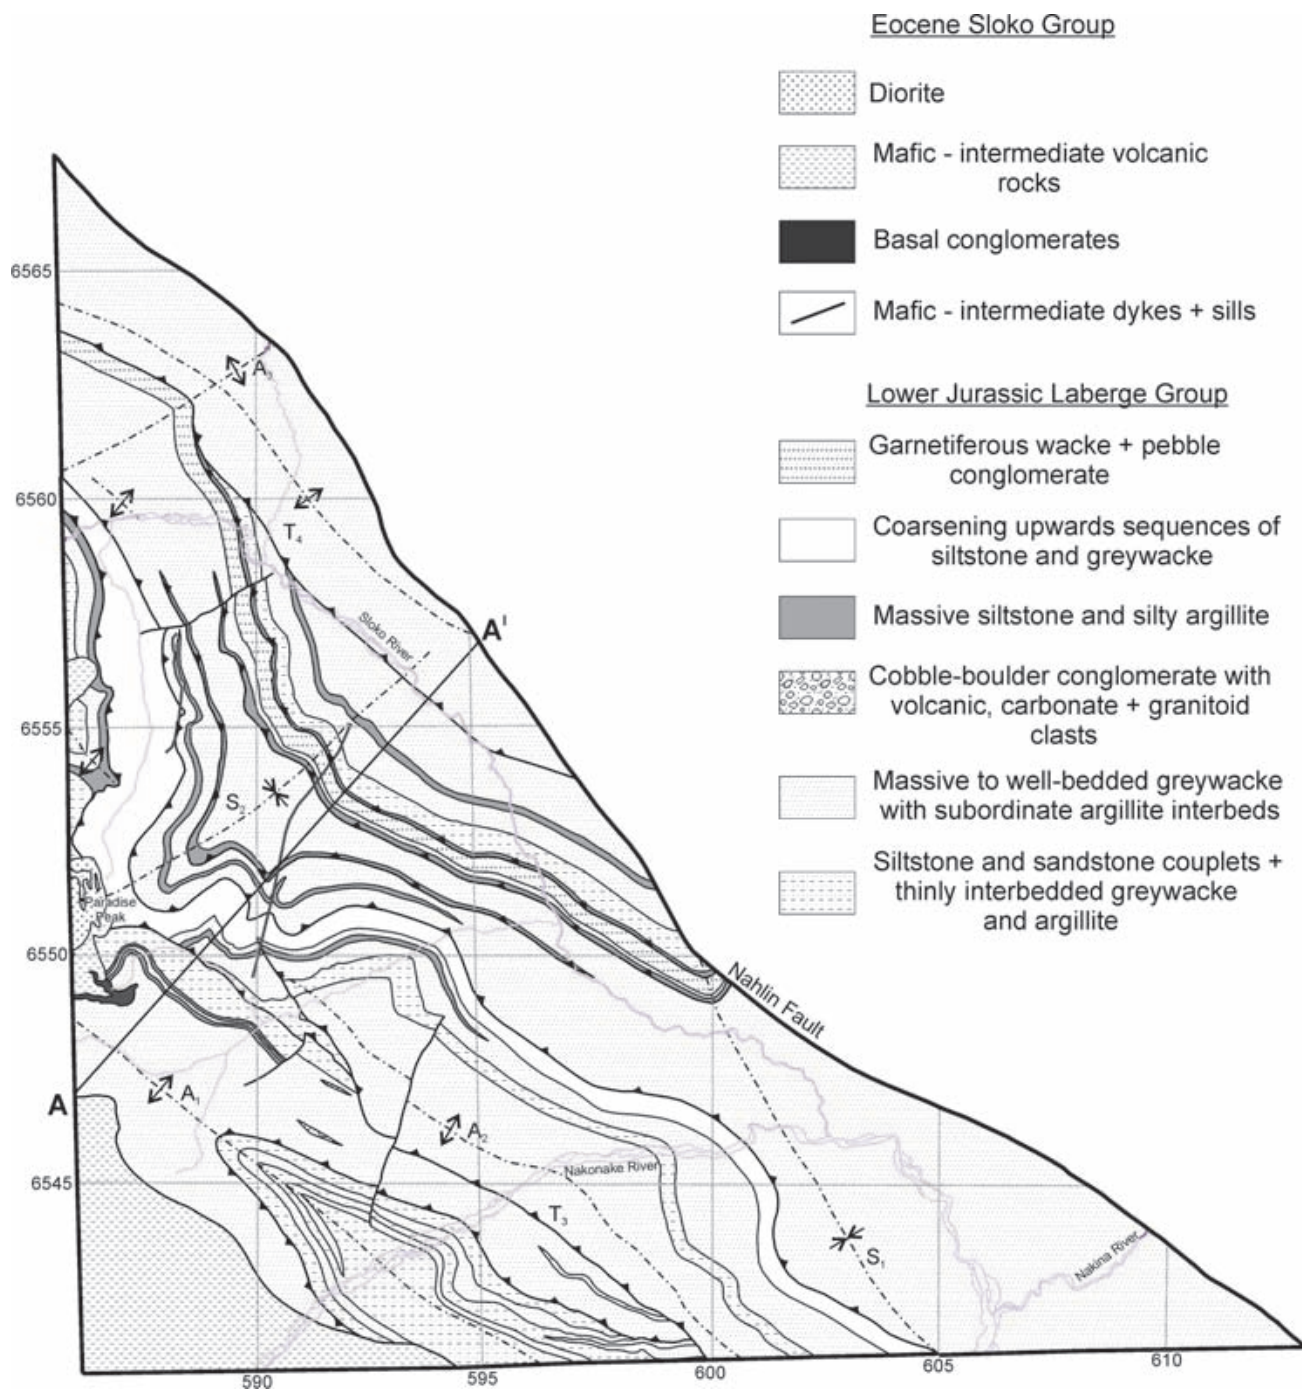 Eocene Sloko Group
Diorite
Mafic - intermediate volcanic
rocks
Basal conglomerates
Mafic - intermediate dykes + sills
Lower Jurassic Laberge Group
Garnetiferous wacke + pebble
conglomerate
Coarsening upwards sequences of
siltstone and greywacke
Massive siltstone and silty argillite
Cobble-boulder conglomerate with
volcanic, carbonate + granitoid
clasts
Massive to well-bedded greywacke
with subordinate argillite interbeds
Siltstone and sandstone couplets +
thinly interbedded greywacke
and argillite
6565
A3
6560
T4
Sloko River
A'
6555
S2
Paradise
Peak
6550
Nahlin Fault
A
A1
A2
Nakonake River
6545
T3
S1
Nakina River
590
595
600
605
610